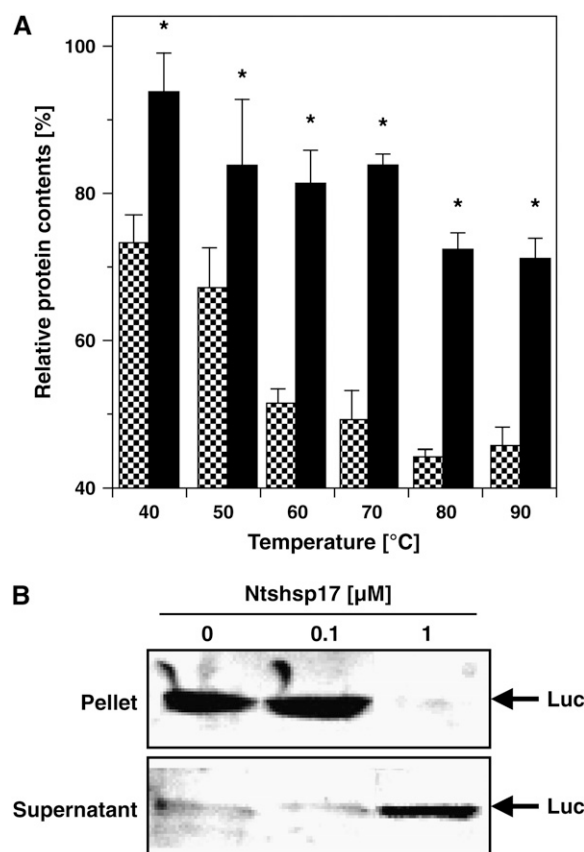 A
Relative protein contents [%]
100
80
60
40
* * * * * *
40 50 60 70 80 90
Temperature [°C]
B
Ntshsp17 [µM]
0 0.1 1
Pellet
Luc
Supernatant
Luc